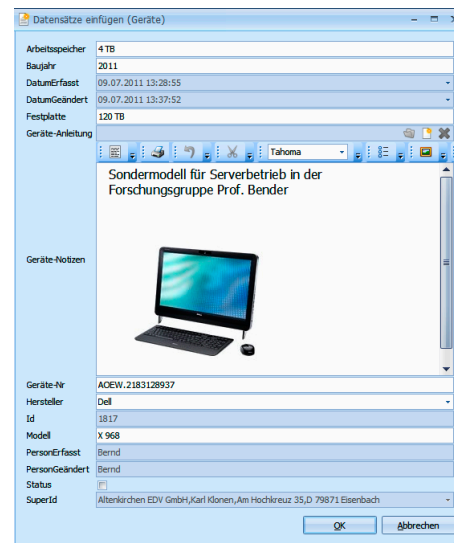 Datensätze einfügen (Geräte)
Arbeitsspeicher 4 TB
Baujahr 2011
DatumErfasst 09.07.2011 13:28:55
DatumGeändert 09.07.2011 13:37:52
Festplatte 120 TB
Geräte-Anleitung
Tahoma
Sondermodell für Serverbetrieb in der
Forschungsgruppe Prof. Bender
Geräte-Notizen
Geräte-Nr AOEW.2183128937
Hersteller Dell
Id 1817
Modell X 968
PersonErfasst Bernd
PersonGeändert Bernd
Status
SuperId Altenkirchen EDV GmbH,Karl Klonen,Am Hochkreuz 35,D 79871 Eisenbach
OK Abbrechen